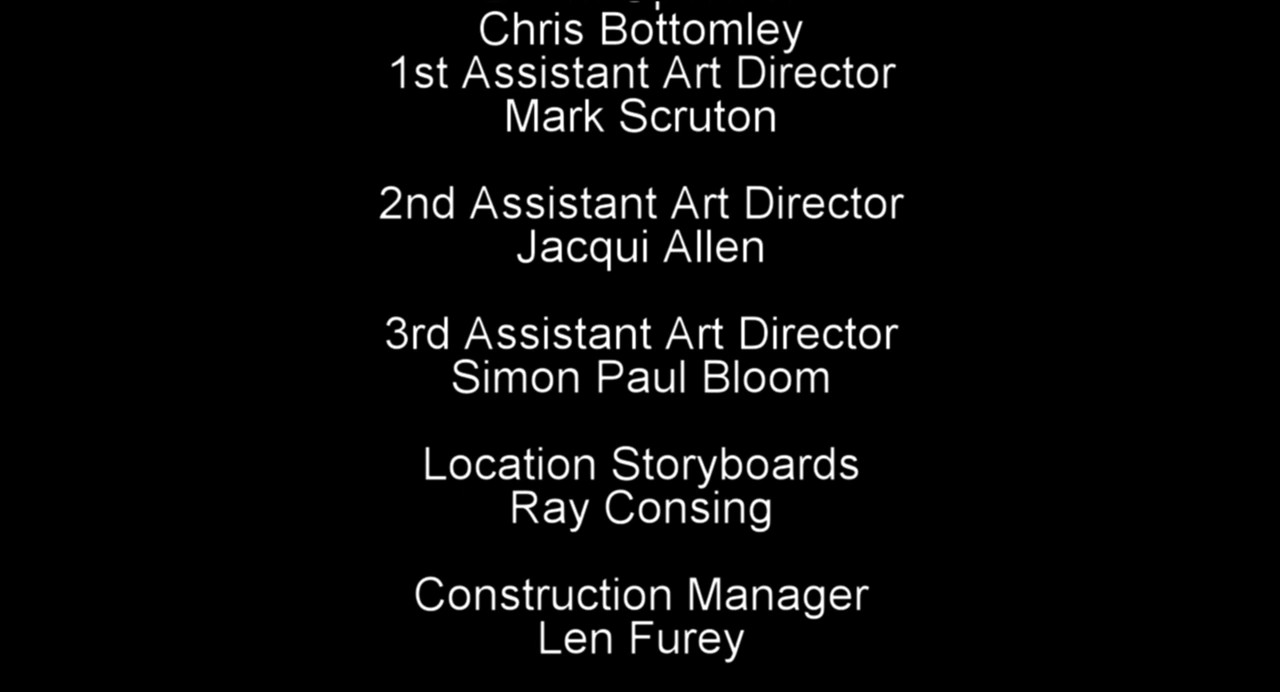 Chris Bottomley
1st Assistant Art Director
Mark Scruton
2nd Assistant Art Director
Jacqui Allen
3rd Assistant Art Director
Simon Paul Bloom
Location Storyboards
Ray Consing
Construction Manager
Len Furey